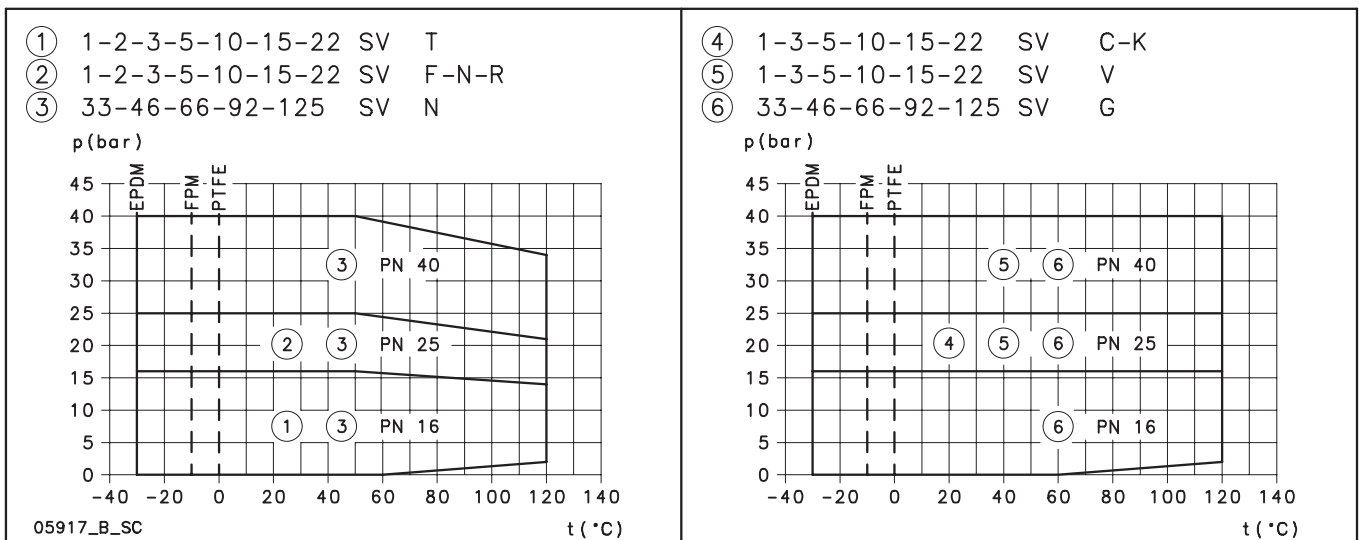 ① 1-2-3-5-10-15-22 SV T
② 1-2-3-5-10-15-22 SV F-N-R
③ 33-46-66-92-125 SV N
p(bar)
EPDM
FPM
PTFE
45
40
35
30
25
20
15
10
5
0
③ PN 40
② ③ PN 25
① ③ PN 16
-40 -20 0 20 40 60 80 100 120 140
05917_B_SC
t(°C)
④ 1-3-5-10-15-22 SV C-K
⑤ 1-3-5-10-15-22 SV V
⑥ 33-46-66-92-125 SV G
p(bar)
EPDM
FPM
PTFE
45
40
35
30
25
20
15
10
5
0
⑤ ⑥ PN 40
④ ⑤ ⑥ PN 25
⑥ PN 16
-40 -20 0 20 40 60 80 100 120 140
t(°C)